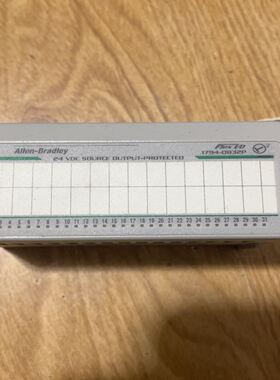 Allen-Bradley
Flex I/O
24 VDC SOURCE OUTPUT-PROTECTED
1794-OB32P
3 4 5 6 7 8 9 10 11 12 13 14 15 16 17 18 19 20 21 22 23 24 25 26 27 28 29 30 31